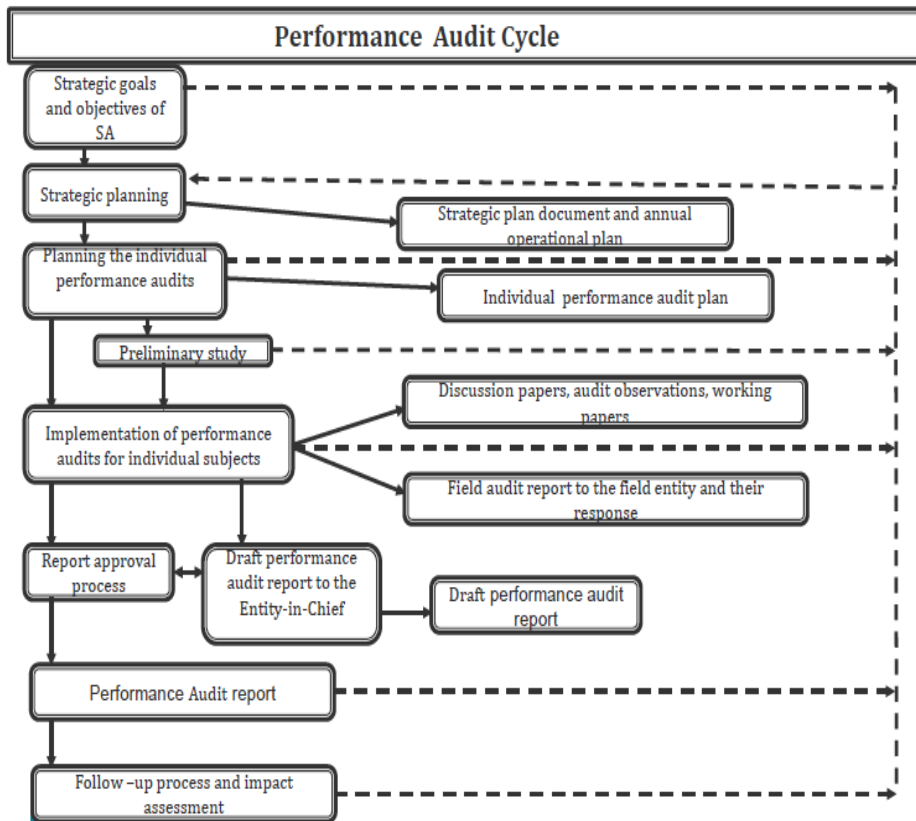 Performance Audit Cycle
Strategic goals
and objectives of
SA
Strategic planning
Strategic plan document and annual
operational plan
Planning the individual
performance audits
Individual performance audit plan
Preliminary study
Discussion papers, audit observations, working
papers
Implementation of performance
audits for individual subjects
Field audit report to the field entity and their
response
Report approval
process
Draft performance
audit report to the
Entity-in-Chief
Draft performance audit
report
Performance Audit report
Follow –up process and impact
assessment